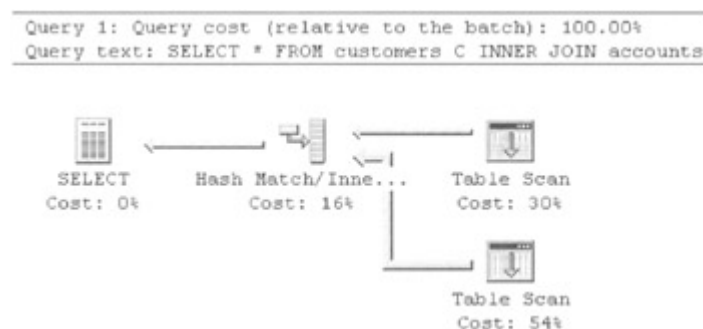 Query 1: Query cost (relative to the batch): 100.00%
Query text: SELECT * FROM customers C INNER JOIN accounts
SELECT
Cost: 0%
Hash Match/Inne...
Cost: 16%
Table Scan
Cost: 30%
Table Scan
Cost: 54%